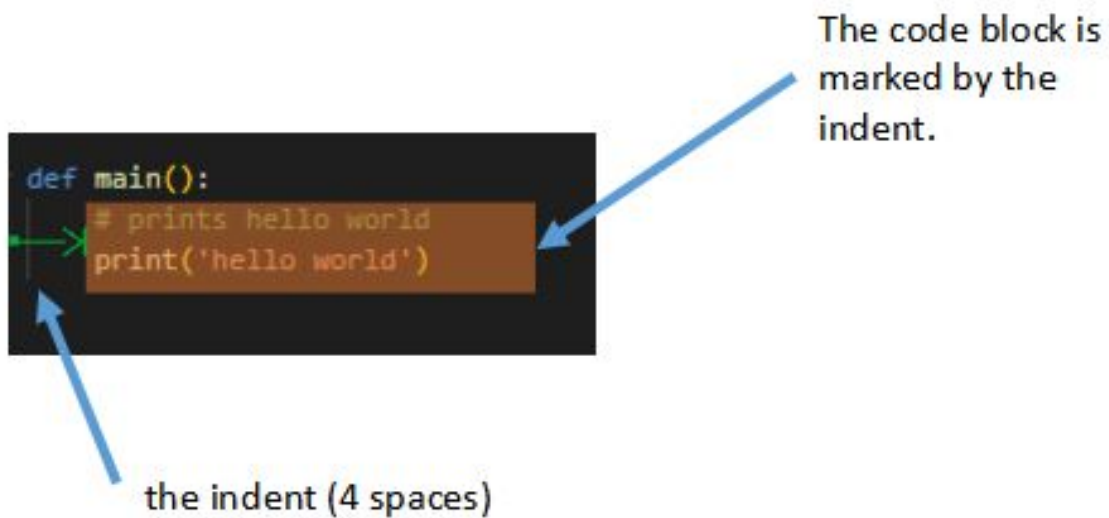 The code block is
marked by the
indent.
def main():
# prints hello world
print('hello world')
the indent (4 spaces)